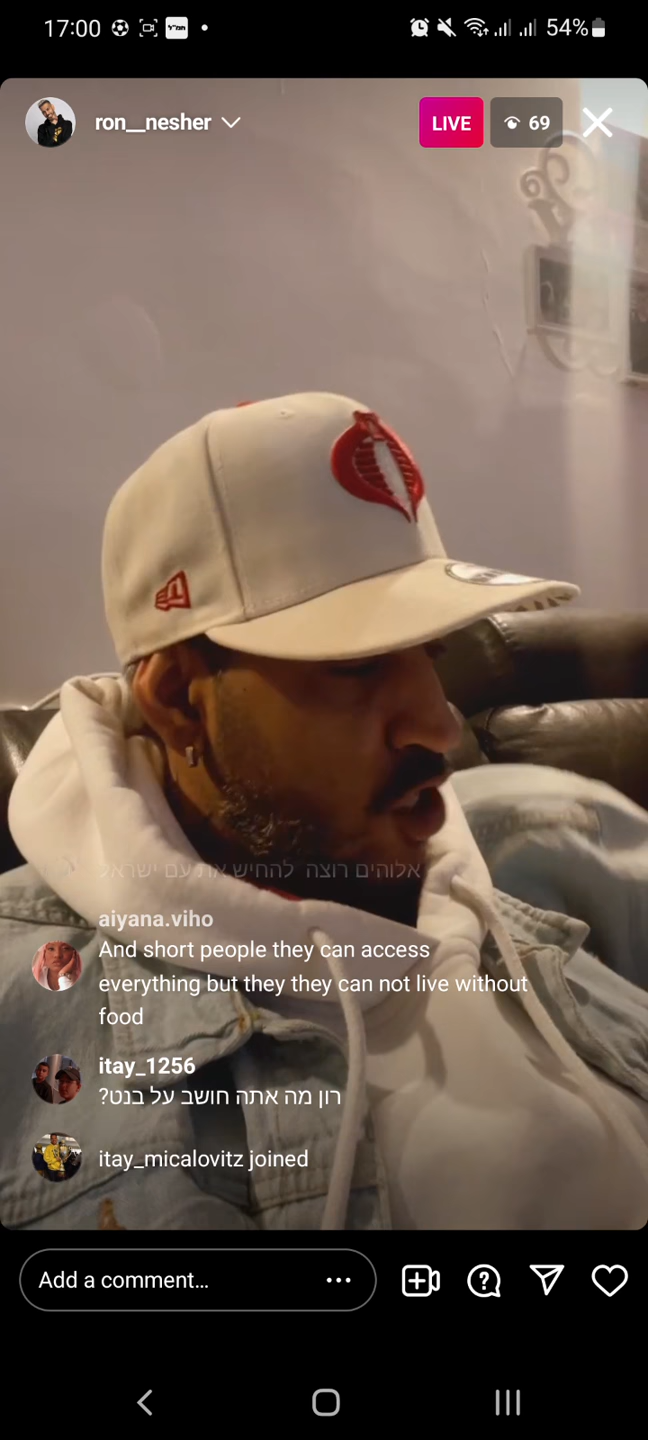 17:00
54%
ron__nesher
LIVE
69
אלוהים רוצה להחיש את עם ישראל
aiyana.viho
And short people they can access
everything but they they can not live without
food
itay_1256
רון מה אתה חושב על בנט?
itay_micalovitz joined
Add a comment...